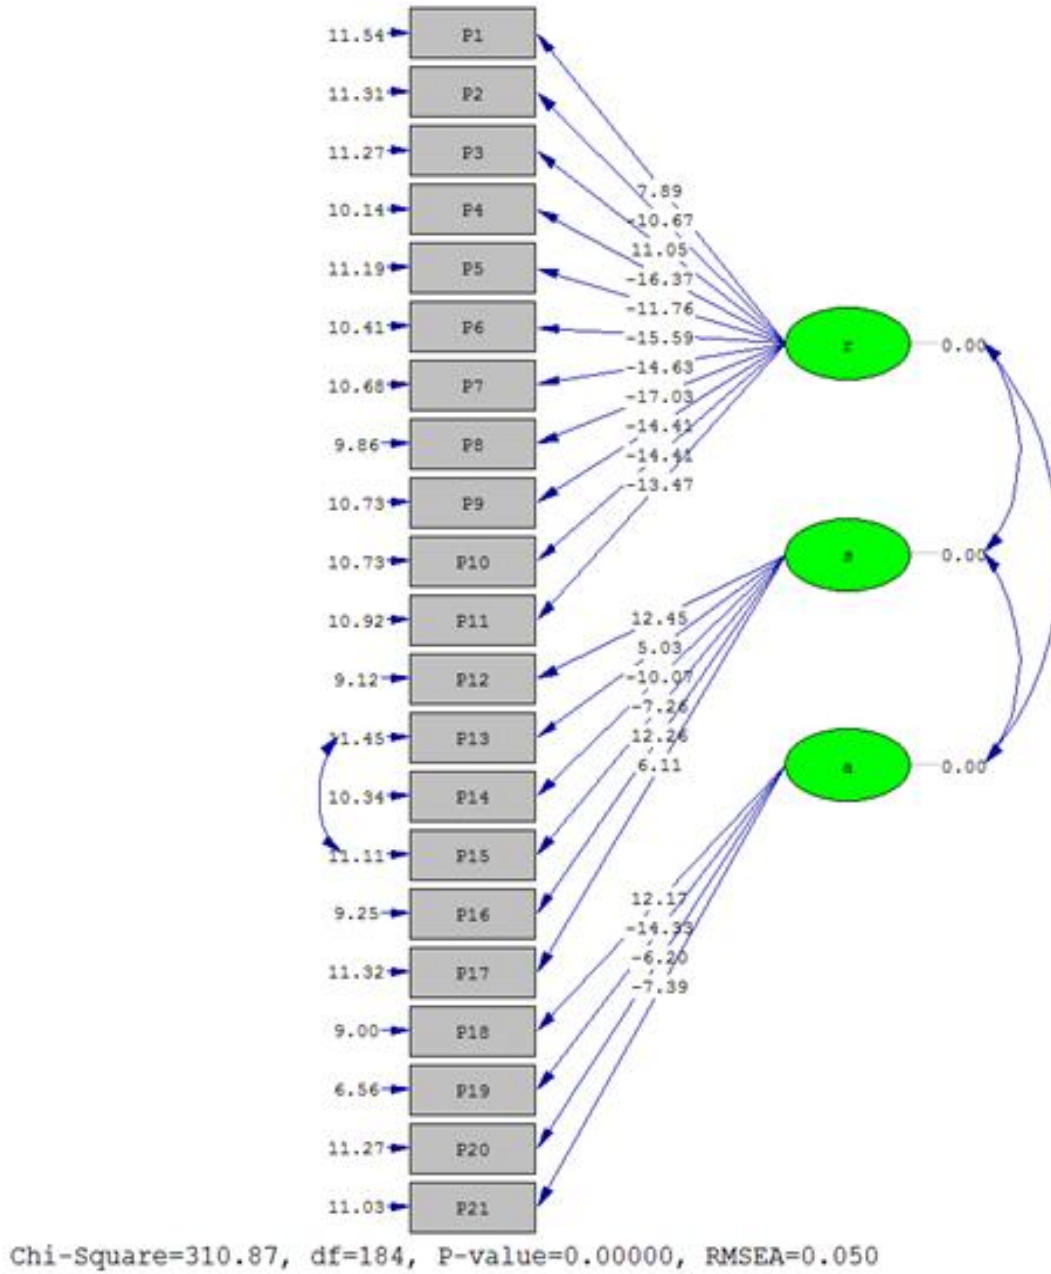 11.54 P1
11.31 P2
11.27 P3
10.14 P4
11.19 P5
10.41 P6
10.68 P7
9.86 P8
10.73 P9
10.73 P10
10.92 P11
9.12 P12
11.45 P13
10.34 P14
11.11 P15
9.25 P16
11.32 P17
9.00 P18
6.56 P19
11.27 P20
11.03 P21
7.89
-10.67
11.05
-16.37
-11.76
-15.59
-14.63
-17.03
-14.41
-14.41
-13.47
12.45
5.03
-10.07
-7.26
12.26
6.11
12.17
-14.33
-6.20
-7.39
r 0.00
s 0.00
a 0.00
Chi-Square=310.87, df=184, P-value=0.00000, RMSEA=0.050